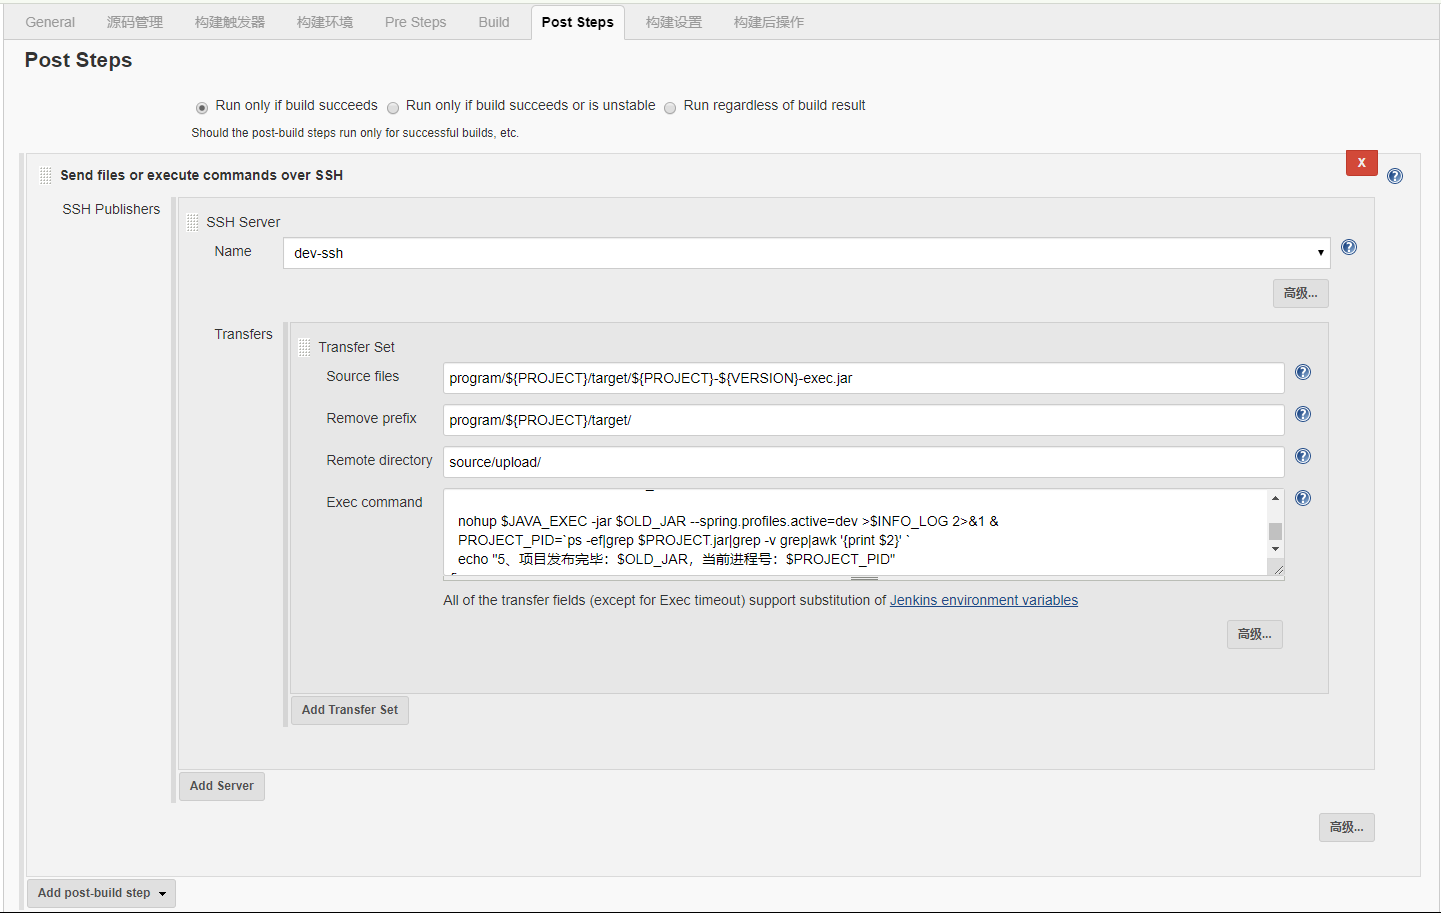 General 源码管理 构建触发器 构建环境 Pre Steps Build Post Steps 构建设置 构建后操作
Post Steps
Run only if build succeeds Run only if build succeeds or is unstable Run regardless of build result
Should the post-build steps run only for successful builds, etc.
X
Send files or execute commands over SSH
SSH Publishers
SSH Server
Name dev-ssh
高级...
Transfers
Transfer Set
Source files program/${PROJECT}/target/${PROJECT}-${VERSION}-exec.jar
Remove prefix program/${PROJECT}/target/
Remote directory source/upload/
Exec command
nohup $JAVA_EXEC -jar $OLD_JAR --spring.profiles.active=dev >$INFO_LOG 2>&1 &
PROJECT_PID=`ps -ef|grep $PROJECT.jar|grep -v grep|awk '{print $2}' `
echo "5、项目发布完毕：$OLD_JAR，当前进程号：$PROJECT_PID"
All of the transfer fields (except for Exec timeout) support substitution of Jenkins environment variables
高级...
Add Transfer Set
Add Server
高级...
Add post-build step